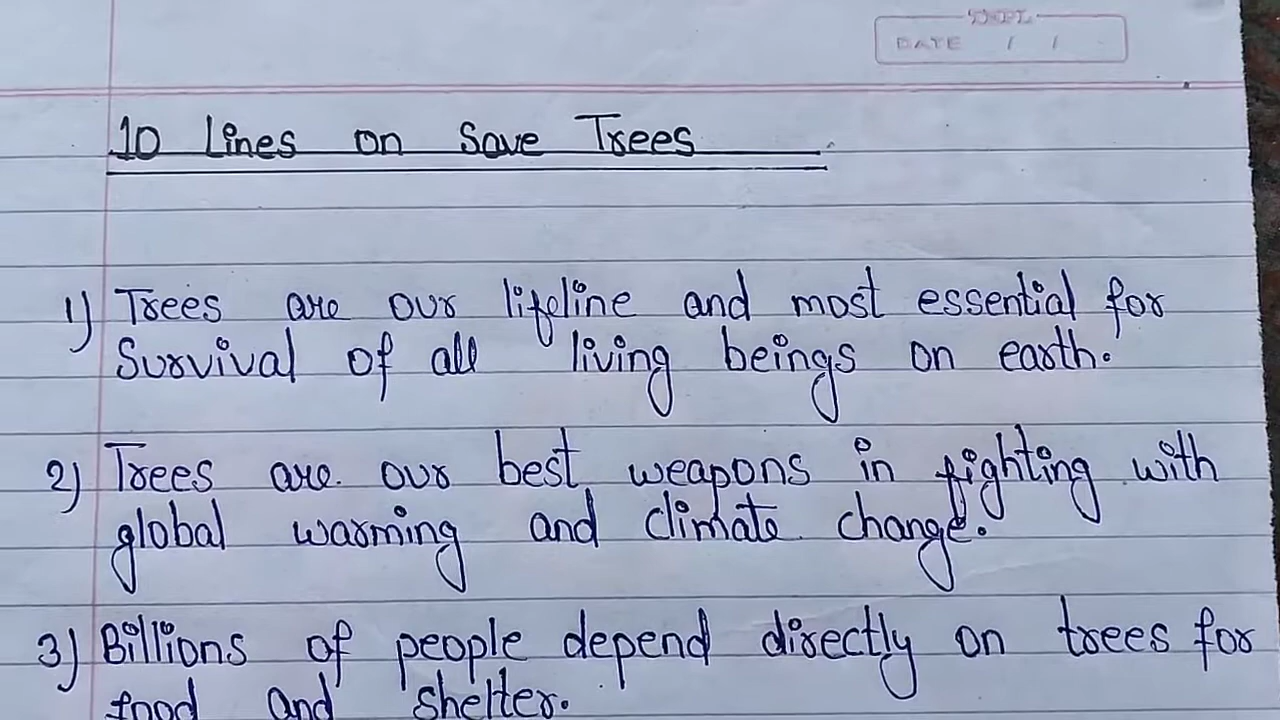 DATE / /
10 Lines on Save Trees
1) Trees are our lifeline and most essential for
Survival of all living beings on earth.
2) Trees are our best weapons in fighting with
global warming and climate change.
3) Billions of people depend directly on trees for
food and shelter.